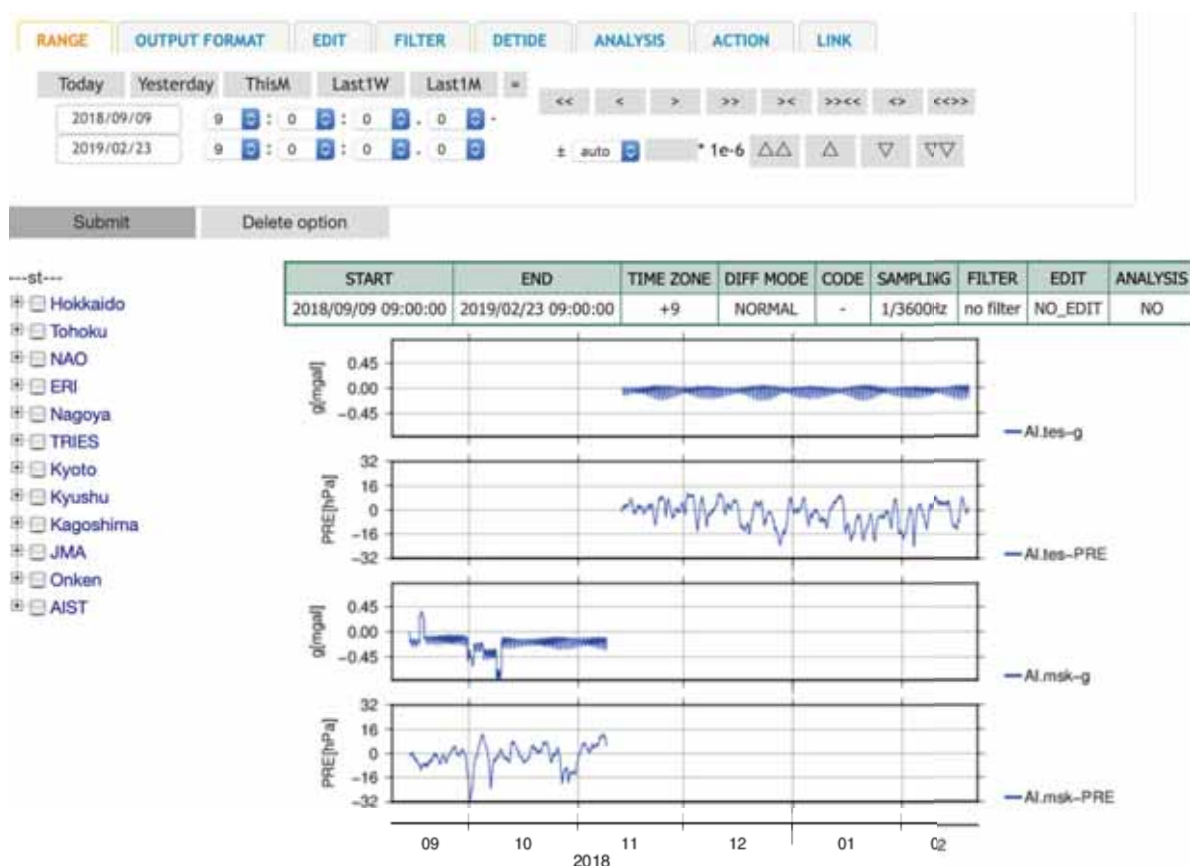 RANGE OUTPUT FORMAT EDIT FILTER DETIDE ANALYSIS ACTION LINK
Today Yesterday ThisM Last1W Last1M =
<< < > >> >< >><< <> <<>>
2018/09/09 9 : 0 : 0 . 0 -
2019/02/23 9 : 0 : 0 . 0
± auto * 1e-6 △△ △ ▽ ▽▽
Submit Delete option
---st---
Hokkaido
Tohoku
NAO
ERI
Nagoya
TRIES
Kyoto
Kyushu
Kagoshima
JMA
Onken
AIST
START END TIME ZONE DIFF MODE CODE SAMPLING FILTER EDIT ANALYSIS
2018/09/09 09:00:00 2019/02/23 09:00:00 +9 NORMAL - 1/3600Hz no filter NO_EDIT NO
g[mgal]
0.45
0.00
−0.45
AI.tes−g
PRE[hPa]
32
16
0
−16
−32
AI.tes−PRE
g[mgal]
0.45
0.00
−0.45
AI.msk−g
PRE[hPa]
32
16
0
−16
−32
AI.msk−PRE
09 10 11 12 01 02
2018